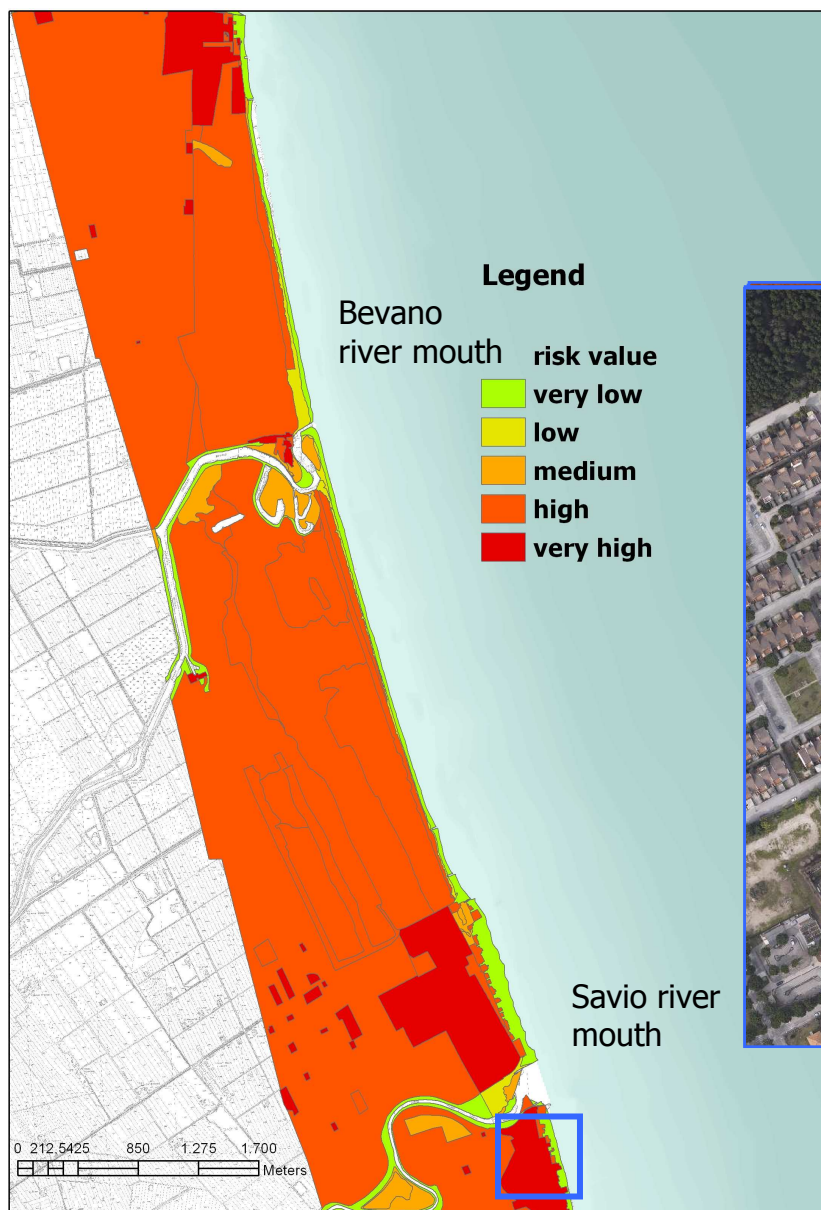 Legend
Bevano
river mouth
risk value
very low
low
medium
high
very high
Savio river
mouth
0 212.5425 850 1.275 1.700
Meters